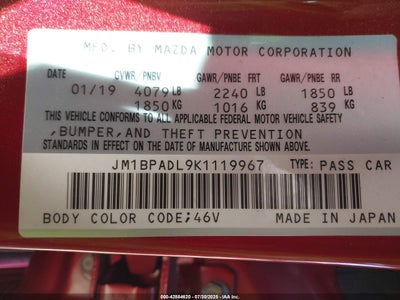 MFD. BY MAZDA MOTOR CORPORATION
DATE GVWR/PNBV GAWR/PNBE FRT GAWR/PNBE RR
01/19 4079 LB 2240 LB 1850 LB
1850 KG 1016 KG 839 KG
THIS VEHICLE CONFORMS TO ALL APPLICABLE FEDERAL MOTOR VEHICLE SAFETY
,BUMPER,AND THEFT PREVENTION
STANDARDS IN EFFECT ON THE DATE OF MANUFACTURE SHOWN ABOVE.
JM1BPADL9K1119967 TYPE: PASS CAR
BODY COLOR CODE;46V MADE IN JAPAN
000-42884620 - 07/30/2025 - IAA Inc.